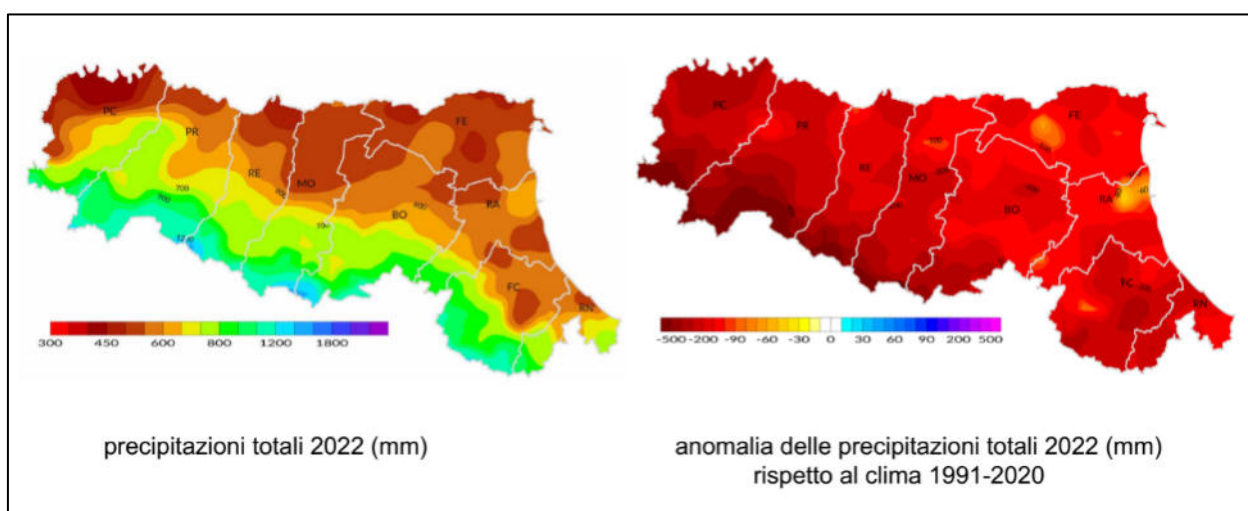 PC
PR
RE
MO
FE
BO
RA
FC
RN
700
300 450 600 800 1200 1800
precipitazioni totali 2022 (mm)
PC
PR
RE
MO
FE
BO
RA
FC
RN
-500 -200 -90 -60 -30 0 30 60 90 200 500
anomalia delle precipitazioni totali 2022 (mm)
rispetto al clima 1991-2020